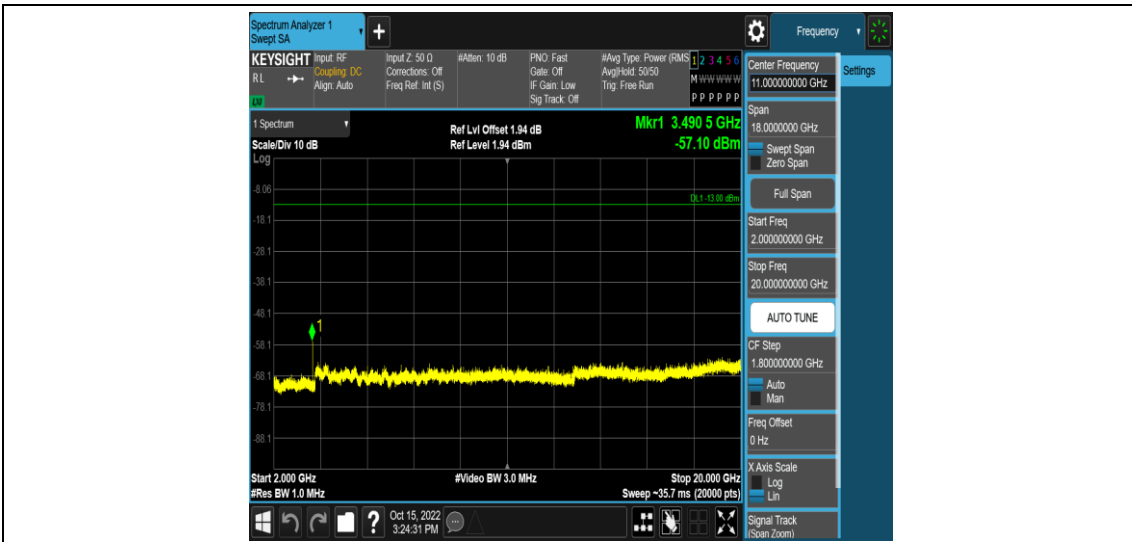 Spectrum Analyzer 1
Swept SA
Frequency
KEYSIGHT
RL
LNI
Input: RF
Coupling: DC
Align: Auto
Input Z: 50 Ω
Corrections: Off
Freq Ref: Int (S)
#Atten: 10 dB
PNO: Fast
Gate: Off
IF Gain: Low
Sig Track: Off
#Avg Type: Power (RMS
Avg|Hold: 50/50
Trig: Free Run
1 2 3 4 5 6
M W W W W W
P P P P P P
1 Spectrum
Scale/Div 10 dB
Ref Lvl Offset 1.94 dB
Ref Level 1.94 dBm
Mkr1 3.490 5 GHz
-57.10 dBm
Log
-8.06
-18.1
-28.1
-38.1
-48.1
-58.1
-68.1
-78.1
-88.1
DL1 -13.00 dBm
1
Start 2.000 GHz
#Res BW 1.0 MHz
#Video BW 3.0 MHz
Stop 20.000 GHz
Sweep ~35.7 ms (20000 pts)
Oct 15, 2022
3:24:31 PM
Center Frequency
11.000000000 GHz
Settings
Span
18.0000000 GHz
Swept Span
Zero Span
Full Span
Start Freq
2.000000000 GHz
Stop Freq
20.000000000 GHz
AUTO TUNE
CF Step
1.800000000 GHz
Auto
Man
Freq Offset
0 Hz
X Axis Scale
Log
Lin
Signal Track
(Span Zoom)